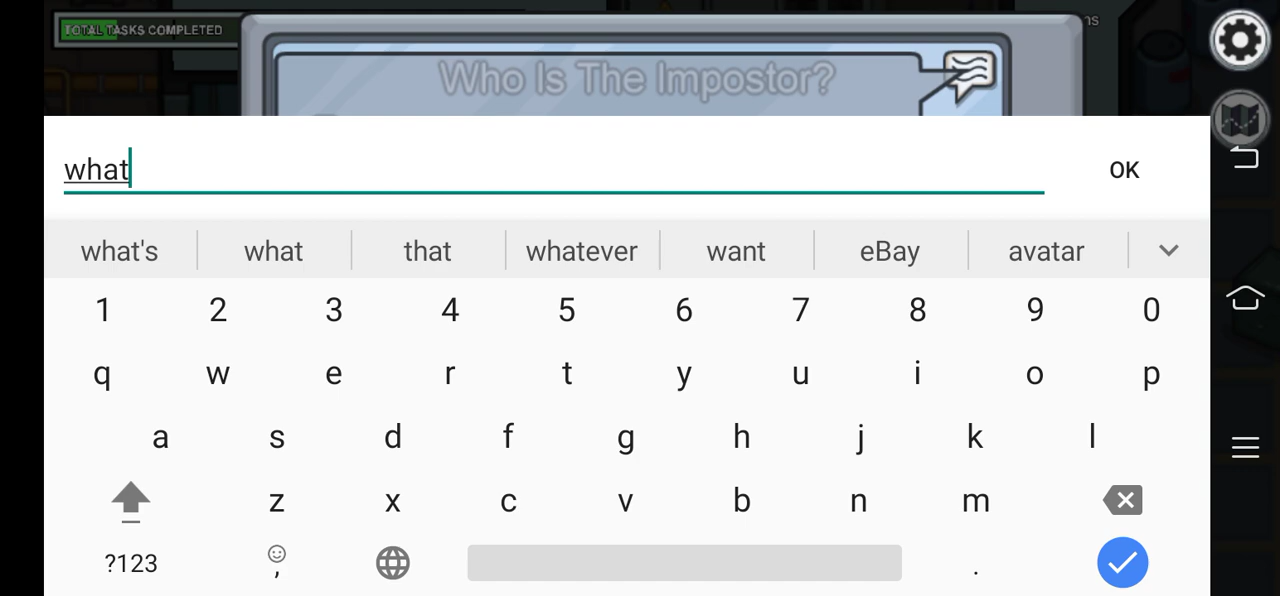 TOTAL TASKS COMPLETED
ns
Who Is The Impostor?
what
OK
what's what that whatever want eBay avatar
1 2 3 4 5 6 7 8 9 0
q w e r t y u i o p
a s d f g h j k l
z x c v b n m
?123 , .